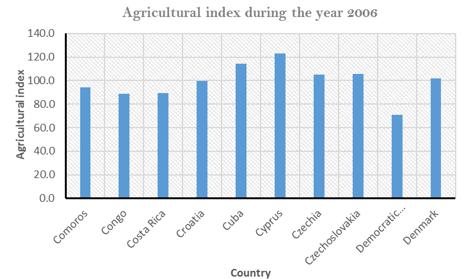 Agricultural index during the year 2006
140.0
120.0
100.0
80.0
60.0
40.0
20.0
0.0
Agricultural index
Comoros
Congo
Costa Rica
Croatia
Cuba
Cyprus
Czechia
Czechoslovakia
Democratic...
Denmark
Country